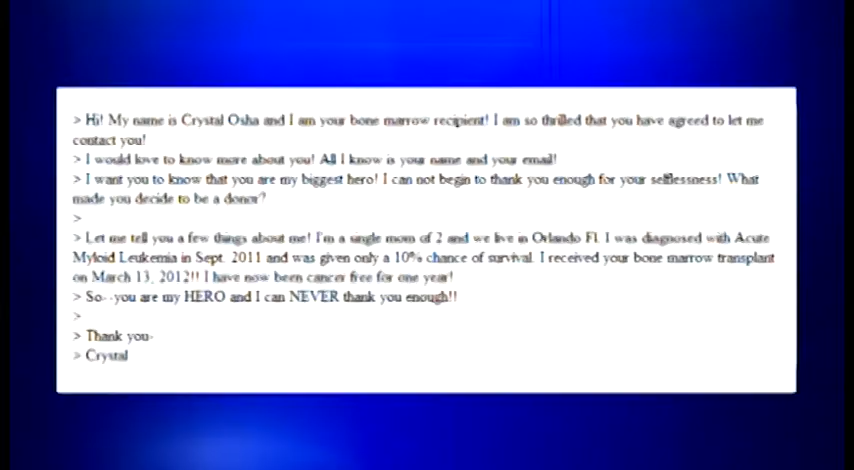 > Hi! My name is Crystal Osha and I am your bone marrow recipient! I am so thrilled that you have agreed to let me
contact you!
> I would love to know more about you! All I know is your name and your email!
> I want you to know that you are my biggest hero! I can not begin to thank you enough for your selflessness! What
made you decide to be a donor?
>
> Let me tell you a few things about me! I'm a single mom of 2 and we live in Orlando Fl. I was diagnosed with Acute
Myloid Leukemia in Sept. 2011 and was given only a 10% chance of survival. I received your bone marrow transplant
on March 13, 2012!! I have now been cancer free for one year!
> So- -you are my HERO and I can NEVER thank you enough!!
>
> Thank you-
> Crystal